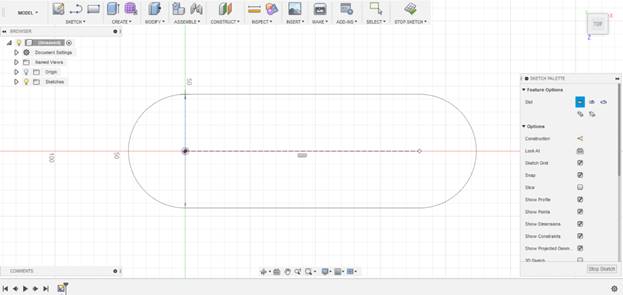 MODEL
SKETCH
CREATE
MODIFY
ASSEMBLE
CONSTRUCT
INSPECT
INSERT
MAKE
ADD-INS
SELECT
STOP SKETCH
BROWSER
(Unsaved)
Document Settings
Named Views
Origin
Sketches
50
100
50
TOP
X
Z
SKETCH PALETTE
Feature Options
Slot
Options
Construction
Look At
Sketch Grid
Snap
Slice
Show Profile
Show Points
Show Dimensions
Show Constraints
Show Projected Geom...
3D Sketch
Stop Sketch
COMMENTS